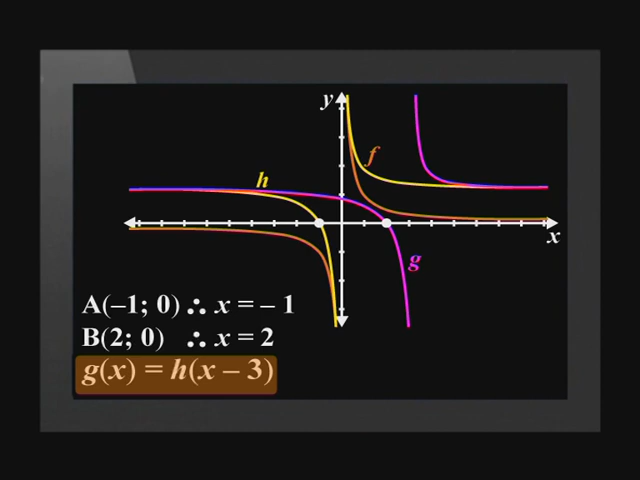 y
f
h
x
g
A(–1; 0) ∴ x = – 1
B(2; 0) ∴ x = 2
g(x) = h(x – 3)